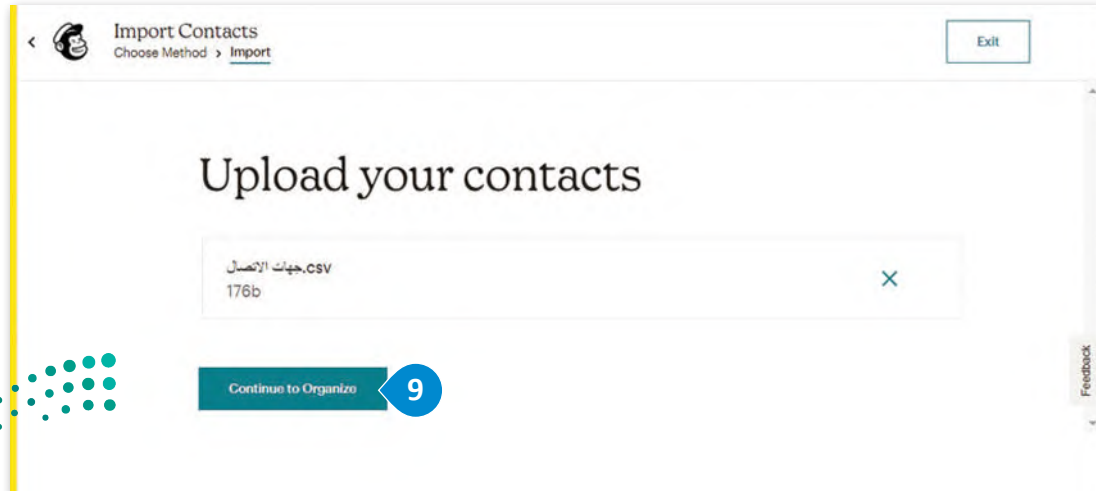 Import Contacts
Choose Method > Import
Exit
Upload your contacts
جهات الاتصال.csv
176b
Continue to Organize
9
Feedback